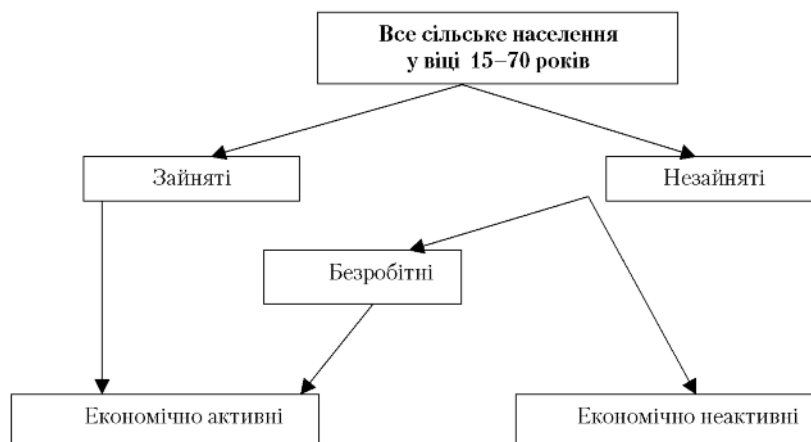 Все сільське населення
у віці 15–70 років
Зайняті
Незайняті
Безробітні
Економічно активні
Економічно неактивні